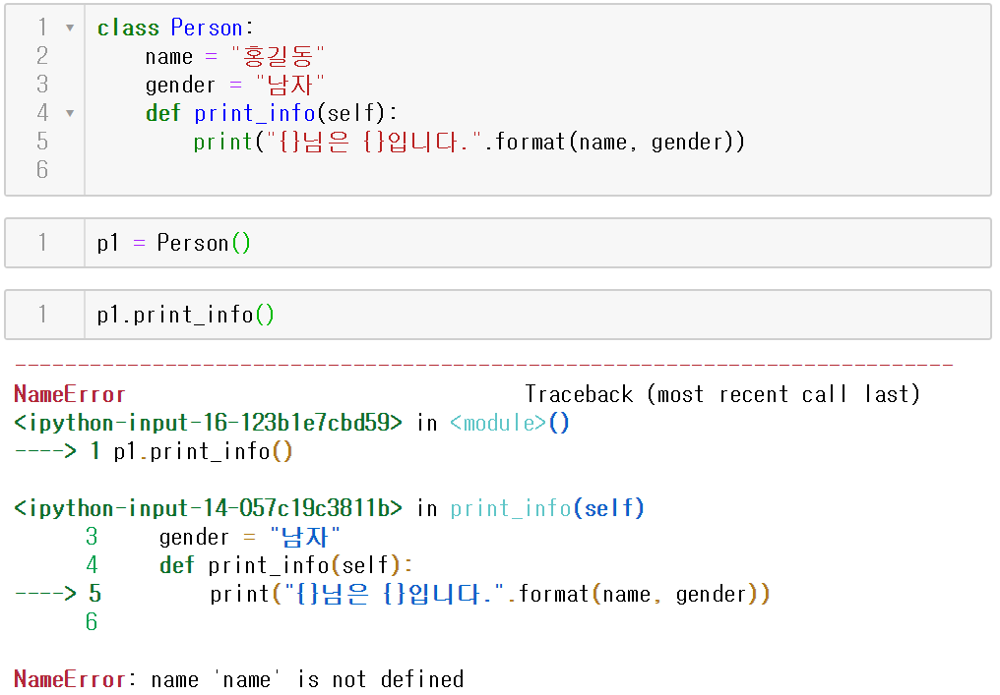 1 ▾ class Person:
2     name = "홍길동"
3     gender = "남자"
4 ▾     def print_info(self):
5         print("{}님은 {}입니다.".format(name, gender))
6
1 p1 = Person()
1 p1.print_info()
---------------------------------------------------------------------------
NameError                                 Traceback (most recent call last)
<ipython-input-16-123b1e7cbd59> in <module>()
----> 1 p1.print_info()
<ipython-input-14-057c19c3811b> in print_info(self)
      3     gender = "남자"
      4     def print_info(self):
----> 5         print("{}님은 {}입니다.".format(name, gender))
      6
NameError: name 'name' is not defined